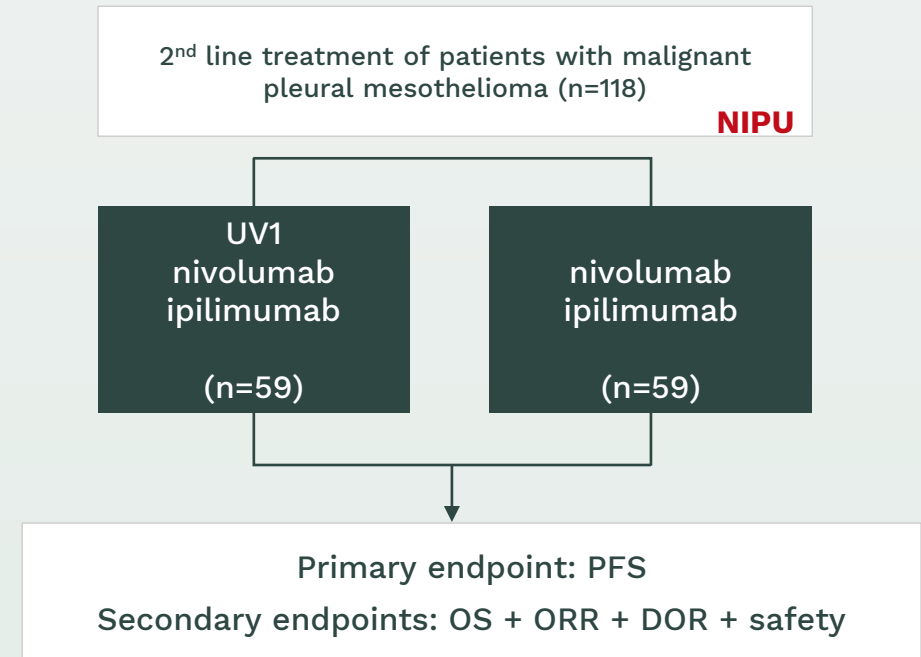 2nd line treatment of patients with malignant
pleural mesothelioma (n=118)
NIPU
UV1
nivolumab
ipilimumab
(n=59)
nivolumab
ipilimumab
(n=59)
Primary endpoint: PFS
Secondary endpoints: OS + ORR + DOR + safety